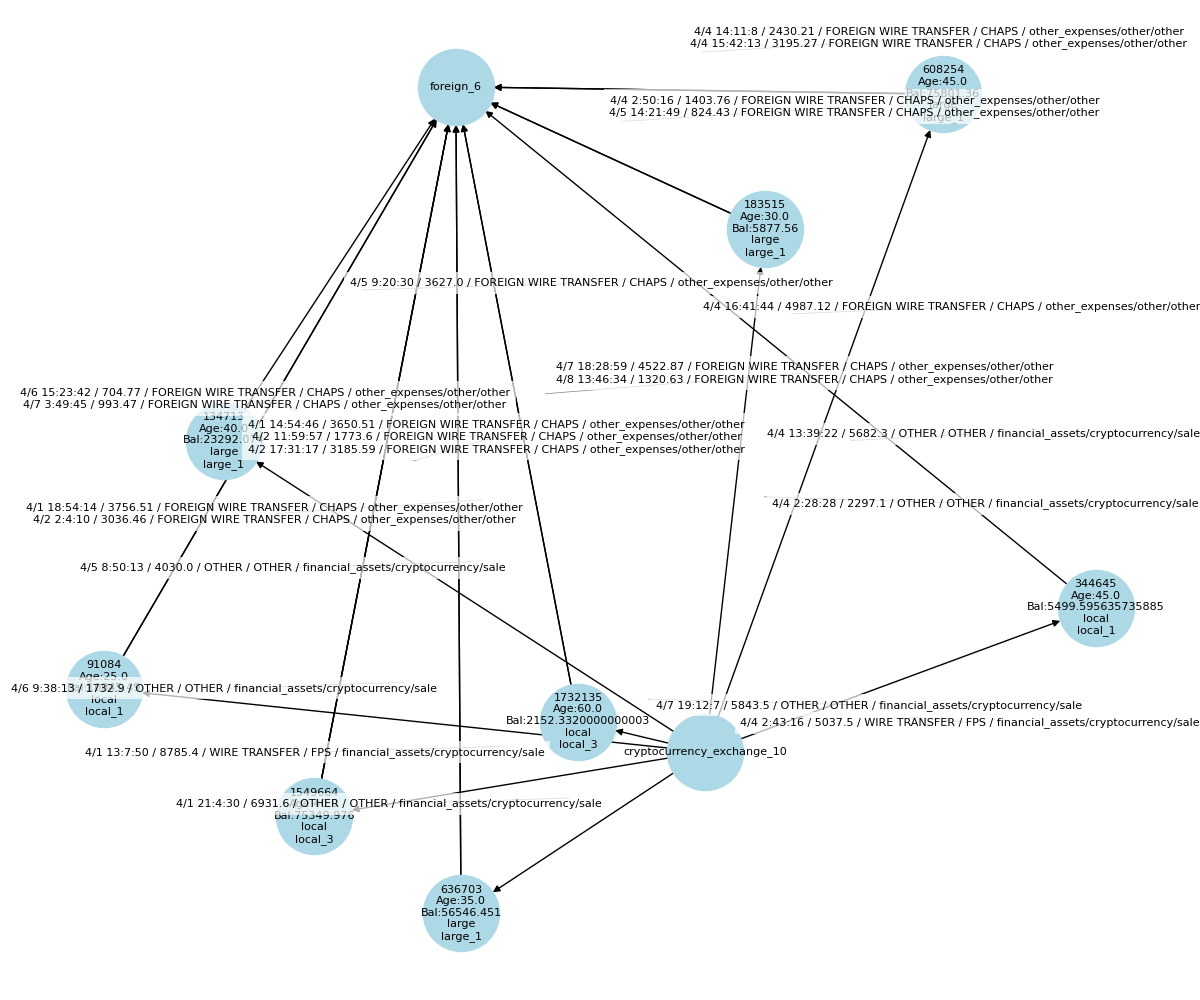 4/4 14:11:8 / 2430.21 / FOREIGN WIRE TRANSFER / CHAPS / other_expenses/other/other
4/4 15:42:13 / 3195.27 / FOREIGN WIRE TRANSFER / CHAPS / other_expenses/other/other
608254
Age:45.0
large_1
foreign_6
4/4 2:50:16 / 1403.76 / FOREIGN WIRE TRANSFER / CHAPS / other_expenses/other/other
4/5 14:21:49 / 824.43 / FOREIGN WIRE TRANSFER / CHAPS / other_expenses/other/other
183515
Age:30.0
Bal:5877.56
large
large_1
4/5 9:20:30 / 3627.0 / FOREIGN WIRE TRANSFER / CHAPS / other_expenses/other/other
4/4 16:41:44 / 4987.12 / FOREIGN WIRE TRANSFER / CHAPS / other_expenses/other/other
4/7 18:28:59 / 4522.87 / FOREIGN WIRE TRANSFER / CHAPS / other_expenses/other/other
4/8 13:46:34 / 1320.63 / FOREIGN WIRE TRANSFER / CHAPS / other_expenses/other/other
4/6 15:23:42 / 704.77 / FOREIGN WIRE TRANSFER / CHAPS / other_expenses/other/other
4/7 3:49:45 / 993.47 / FOREIGN WIRE TRANSFER / CHAPS / other_expenses/other/other
134713
Age:40.0
large
large_1
4/1 14:54:46 / 3650.51 / FOREIGN WIRE TRANSFER / CHAPS / other_expenses/other/other
4/2 11:59:57 / 1773.6 / FOREIGN WIRE TRANSFER / CHAPS / other_expenses/other/other
4/2 17:31:17 / 3185.59 / FOREIGN WIRE TRANSFER / CHAPS / other_expenses/other/other
4/4 13:39:22 / 5682.3 / OTHER / OTHER / financial_assets/cryptocurrency/sale
4/4 2:28:28 / 2297.1 / OTHER / OTHER / financial_assets/cryptocurrency/sale
4/1 18:54:14 / 3756.51 / FOREIGN WIRE TRANSFER / CHAPS / other_expenses/other/other
4/2 2:4:10 / 3036.46 / FOREIGN WIRE TRANSFER / CHAPS / other_expenses/other/other
4/5 8:50:13 / 4030.0 / OTHER / OTHER / financial_assets/cryptocurrency/sale
344645
Age:45.0
Bal:5499.595635735885
local
local_1
91084
Age:25.0
local
local_1
4/6 9:38:13 / 1732.9 / OTHER / OTHER / financial_assets/cryptocurrency/sale
1732135
Age:60.0
Bal:2152.3320000000003
local
local_3
4/7 19:12:7 / 5843.5 / OTHER / OTHER / financial_assets/cryptocurrency/sale
4/4 2:43:16 / 5037.5 / WIRE TRANSFER / FPS / financial_assets/cryptocurrency/sale
cryptocurrency_exchange_10
4/1 13:7:50 / 8785.4 / WIRE TRANSFER / FPS / financial_assets/cryptocurrency/sale
1549664
4/1 21:4:30 / 6931.6 / OTHER / OTHER / financial_assets/cryptocurrency/sale
Bal:75349.976
local
local_3
636703
Age:35.0
Bal:56546.451
large
large_1